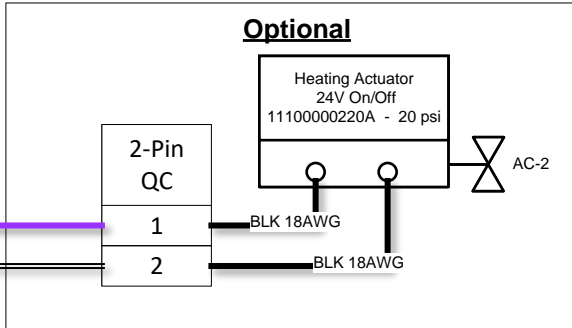 Optional
Heating Actuator
24V On/Off
11100000220A - 20 psi
AC-2
2-Pin
QC
1
BLK 18AWG
2
BLK 18AWG